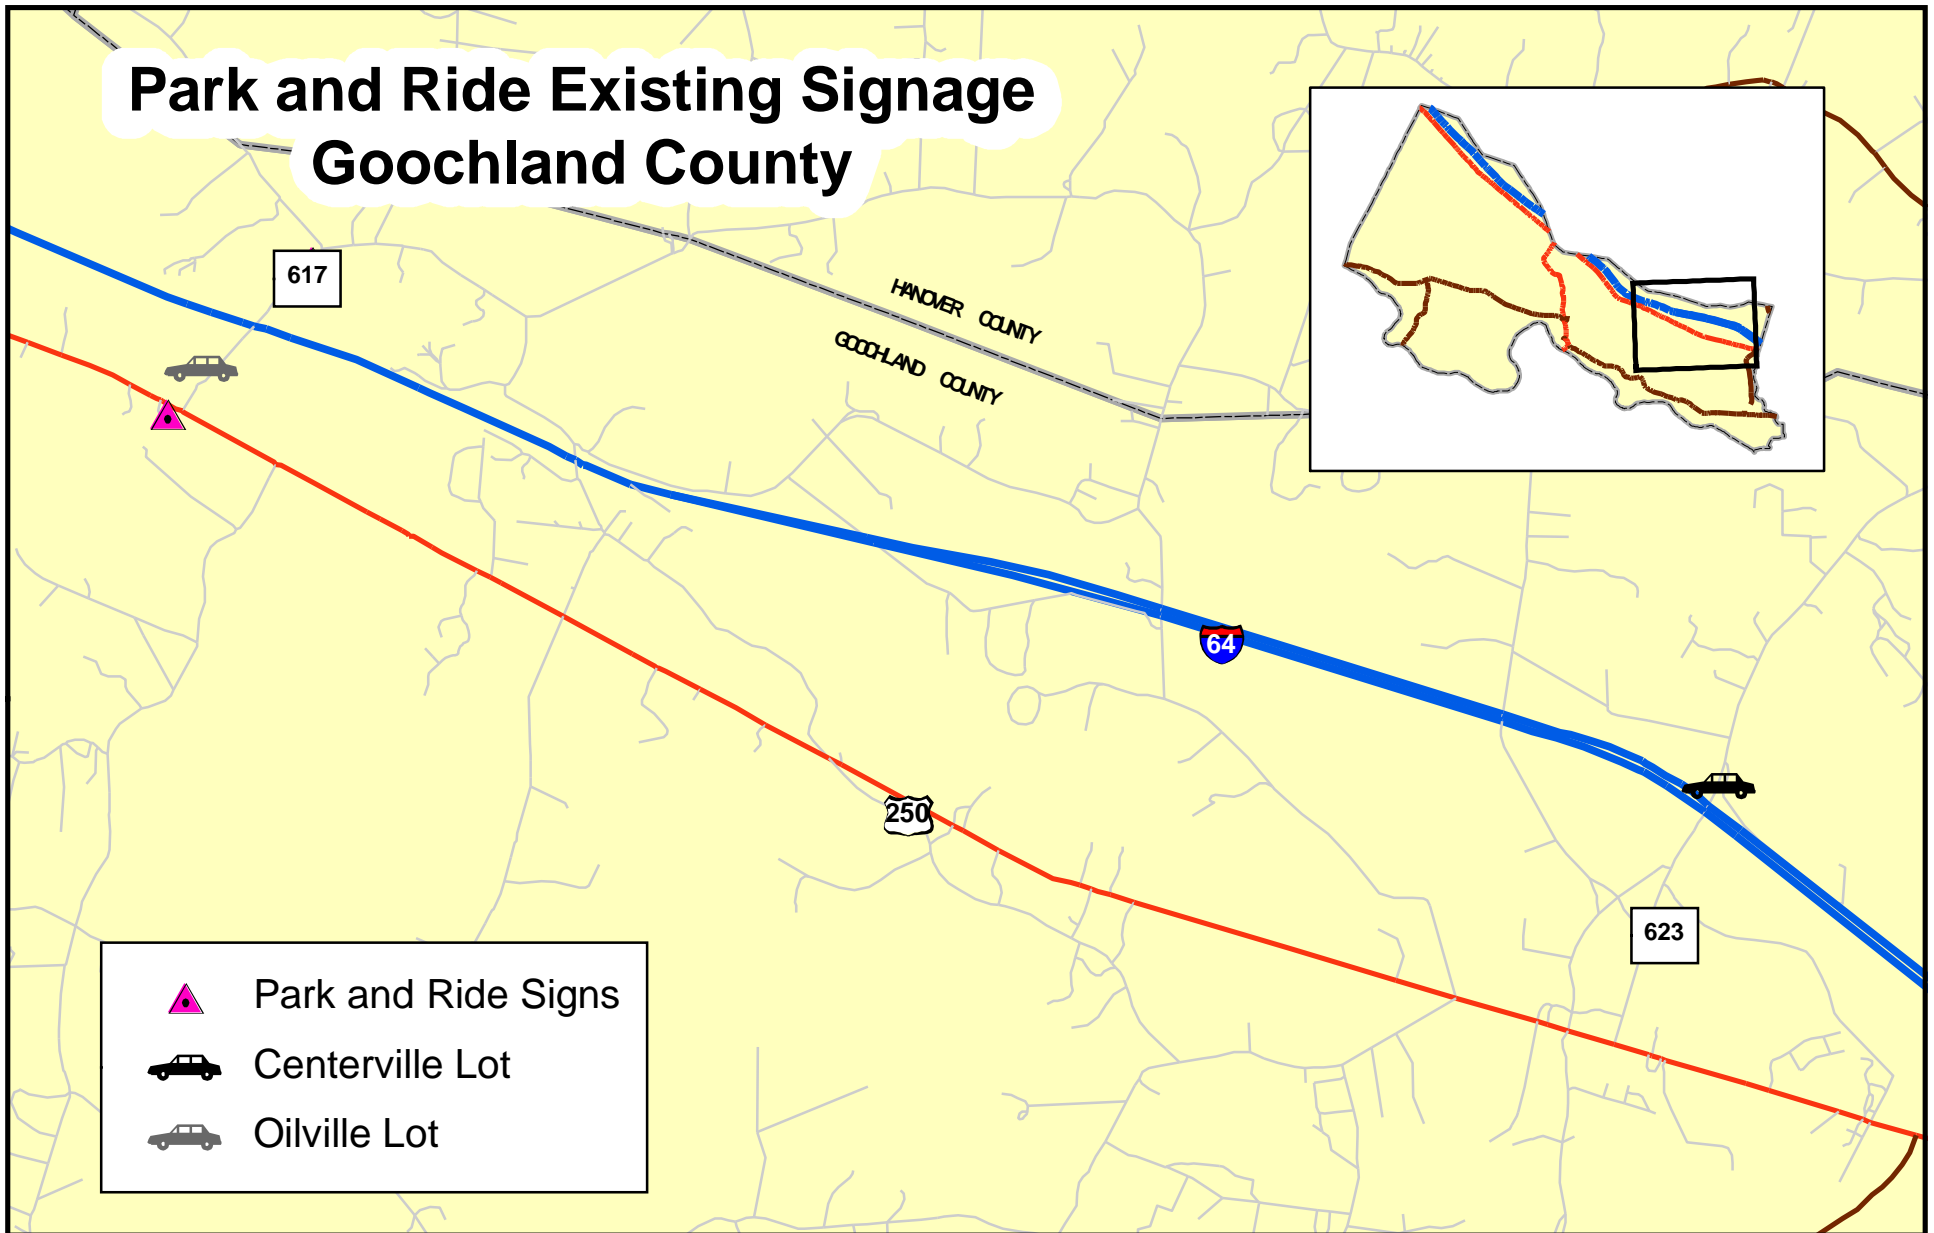 Park and Ride Existing Signage
Goochland County
617
HANOVER COUNTY
GOOCHLAND COUNTY
64
250
623
Park and Ride Signs
Centerville Lot
Oilville Lot